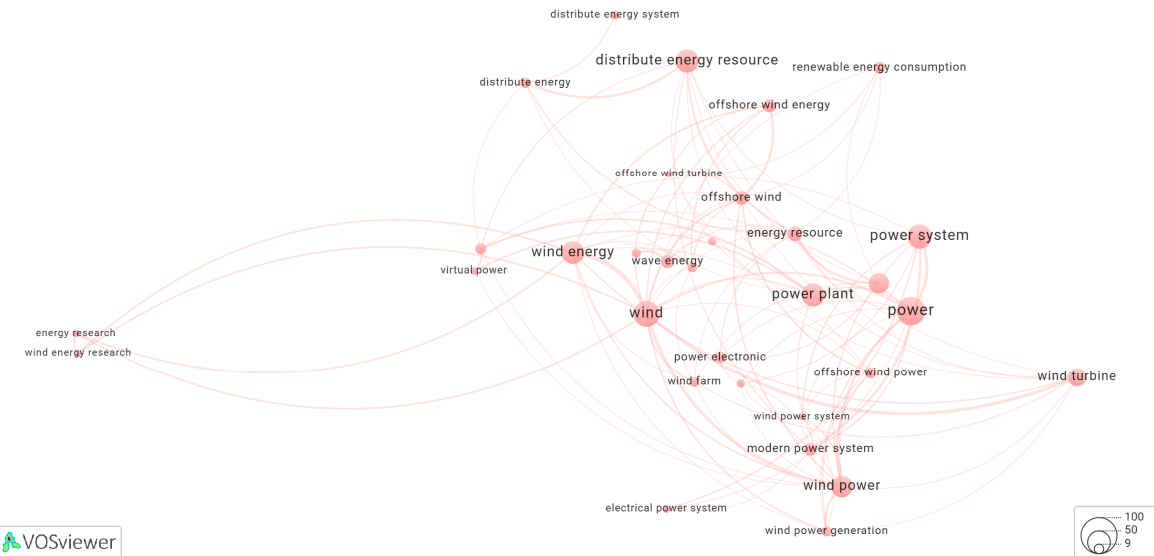 distribute energy system
distribute energy resource
renewable energy consumption
distribute energy
offshore wind energy
offshore wind turbine
offshore wind
energy resource
power system
wind energy
wave energy
virtual power
power plant
power
wind
energy research
wind energy research
power electronic
offshore wind power
wind turbine
wind farm
wind power system
modern power system
wind power
electrical power system
wind power generation
VOSviewer
100
50
9